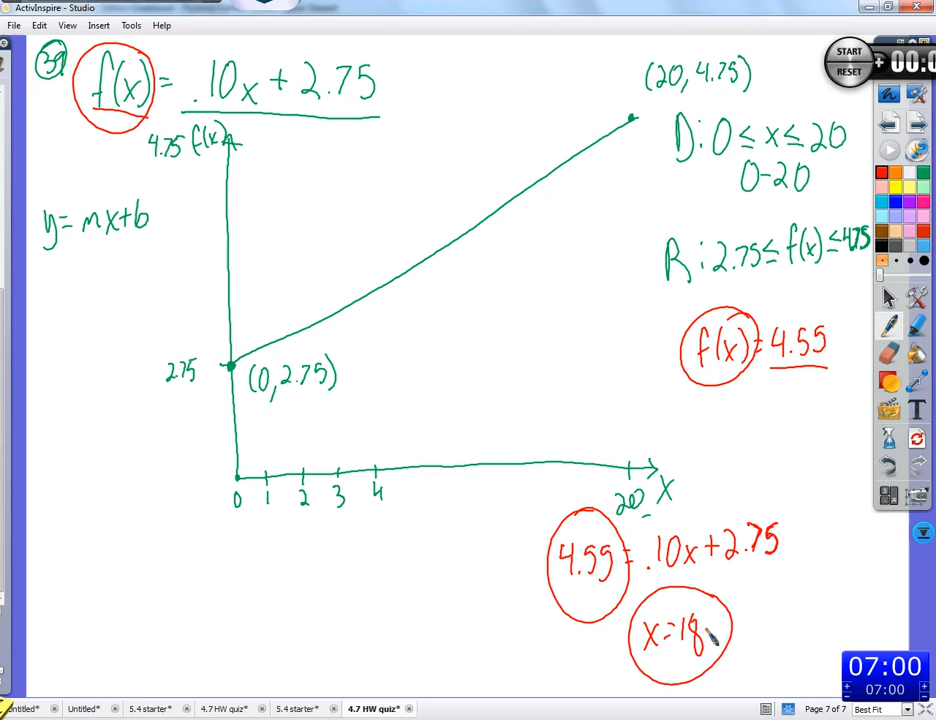 ActivInspire - Studio
File Edit View Insert Tools Help
START
RESET
39
f(x) = .10x + 2.75
(20, 4.75)
4.75 f(x)
D: 0 ≤ x ≤ 20
0-20
y = mx+b
R: 2.75 ≤ f(x) ≤ 4.75
f(x) = 4.55
2.75
(0, 2.75)
0 1 2 3 4 20 x
4.55 = .10x + 2.75
x = 18
07:00
07:00
ntitled* Untitled* 5.4 starter* 4.7 HW quiz* 5.4 starter* 4.7 HW quiz* Page 7 of 7 Best Fit